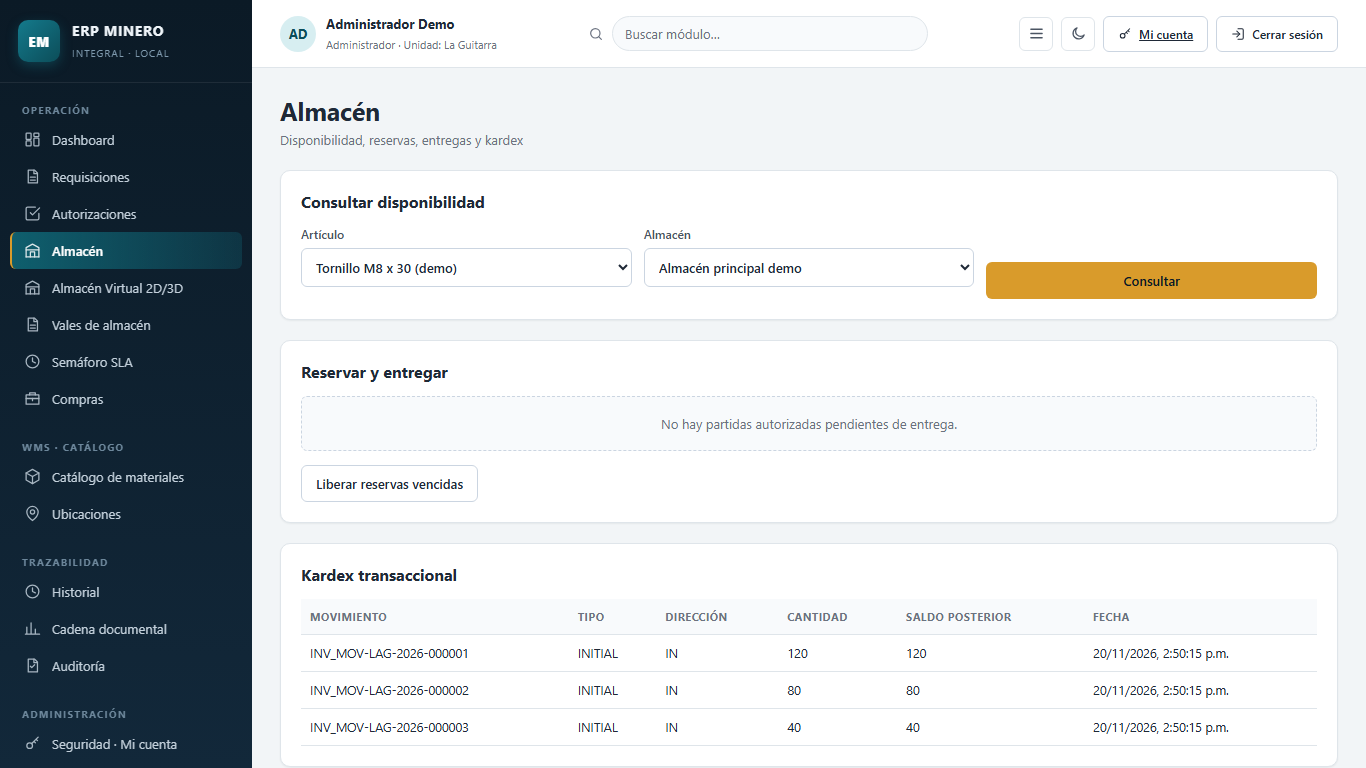 EM
ERP MINERO
INTEGRAL · LOCAL
OPERACIÓN
Dashboard
Requisiciones
Autorizaciones
Almacén
Almacén Virtual 2D/3D
Vales de almacén
Semáforo SLA
Compras
WMS · CATÁLOGO
Catálogo de materiales
Ubicaciones
TRAZABILIDAD
Historial
Cadena documental
Auditoría
ADMINISTRACIÓN
Seguridad · Mi cuenta
AD
Administrador Demo
Administrador · Unidad: La Guitarra
Buscar módulo...
Mi cuenta
Cerrar sesión
Almacén
Disponibilidad, reservas, entregas y kardex
Consultar disponibilidad
Artículo
Almacén
Tornillo M8 x 30 (demo)
Almacén principal demo
Consultar
Reservar y entregar
No hay partidas autorizadas pendientes de entrega.
Liberar reservas vencidas
Kardex transaccional
MOVIMIENTO TIPO DIRECCIÓN CANTIDAD SALDO POSTERIOR FECHA
INV_MOV-LAG-2026-000001 INITIAL IN 120 120 20/11/2026, 2:50:15 p.m.
INV_MOV-LAG-2026-000002 INITIAL IN 80 80 20/11/2026, 2:50:15 p.m.
INV_MOV-LAG-2026-000003 INITIAL IN 40 40 20/11/2026, 2:50:15 p.m.